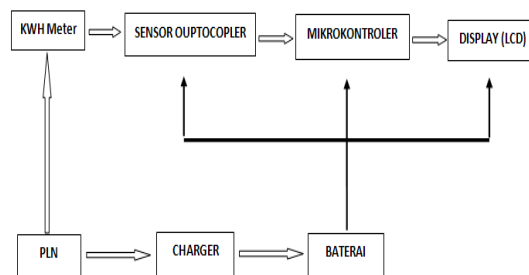 KWH Meter
SENSOR OUPTOCOPLER
MIKROKONTROLER
DISPLAY (LCD)
PLN
CHARGER
BATERAI